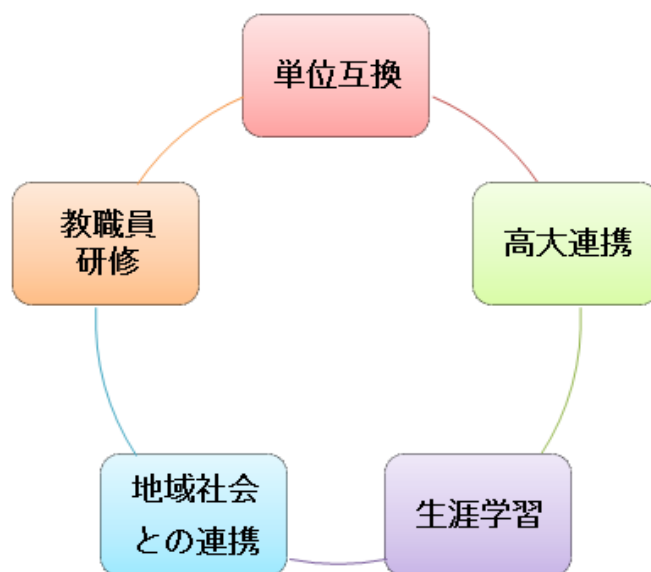 単位互換
高大連携
生涯学習
地域社会
との連携
教職員
研修